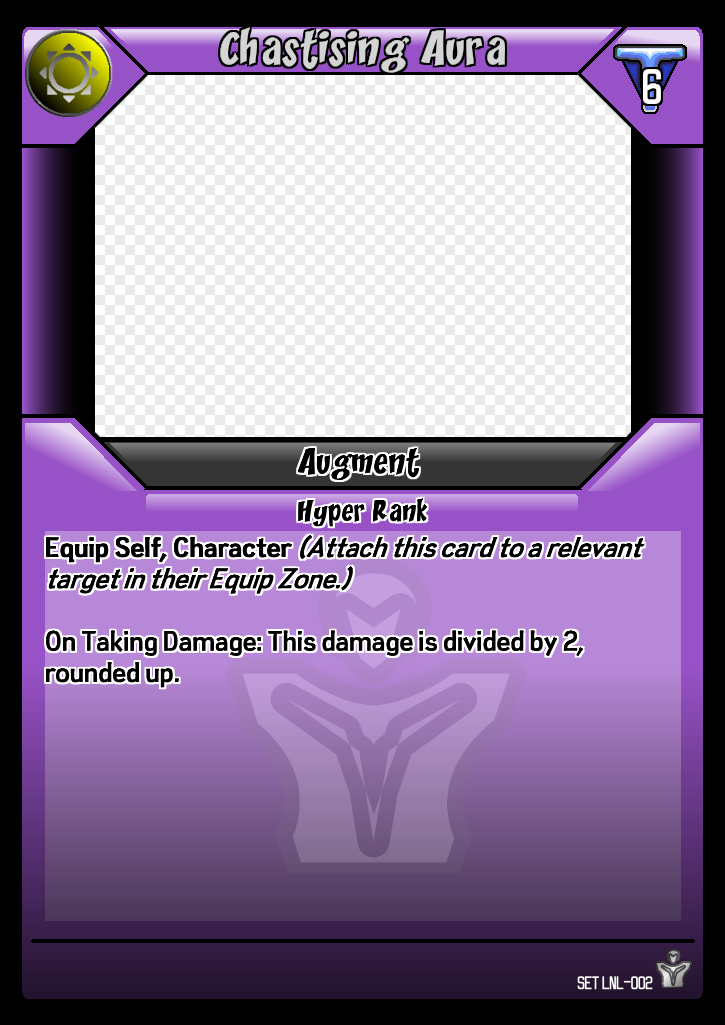 Chastising Aura
6
Augment
Hyper Rank
Equip Self, Character (Attach this card to a relevant
target in their Equip Zone.)
On Taking Damage: This damage is divided by 2,
rounded up.
SET LNL-002